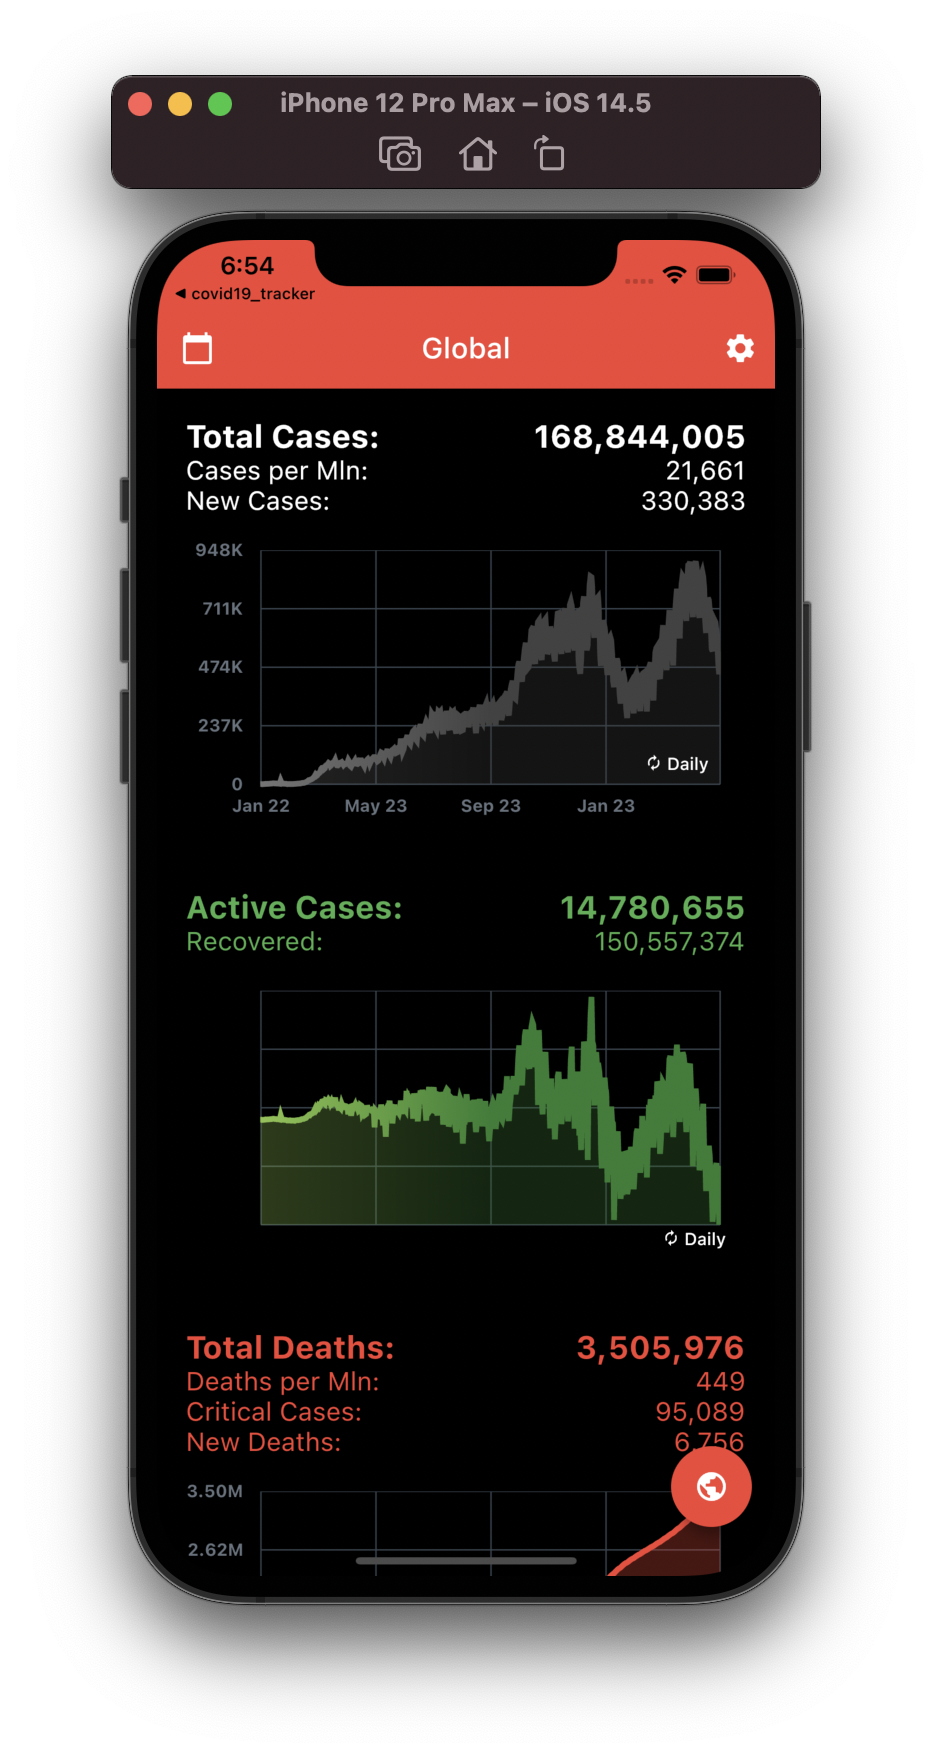 iPhone 12 Pro Max – iOS 14.5
6:54
◀ covid19_tracker
Global
Total Cases: 168,844,005
Cases per Mln: 21,661
New Cases: 330,383
948K
711K
474K
237K
0
Daily
Jan 22 May 23 Sep 23 Jan 23
Active Cases: 14,780,655
Recovered: 150,557,374
Daily
Total Deaths: 3,505,976
Deaths per Mln: 449
Critical Cases: 95,089
New Deaths: 6,756
3.50M
2.62M